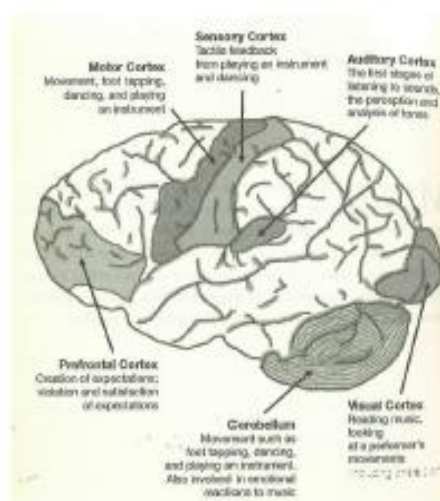 Sensory Cortex
Tactile feedback
from playing an instrument
and dancing
Motor Cortex
Movement, foot tapping,
dancing, and playing
an instrument
Auditory Cortex
The first stages of
listening to sounds,
the perception and
analysis of tones
Prefrontal Cortex
Creation of expectations;
violation and satisfaction
of expectations
Cerebellum
Movement such as
foot tapping, dancing,
and playing an instrument.
Also involved in emotional
reactions to music
Visual Cortex
Reading music,
looking
at a performer's
movements